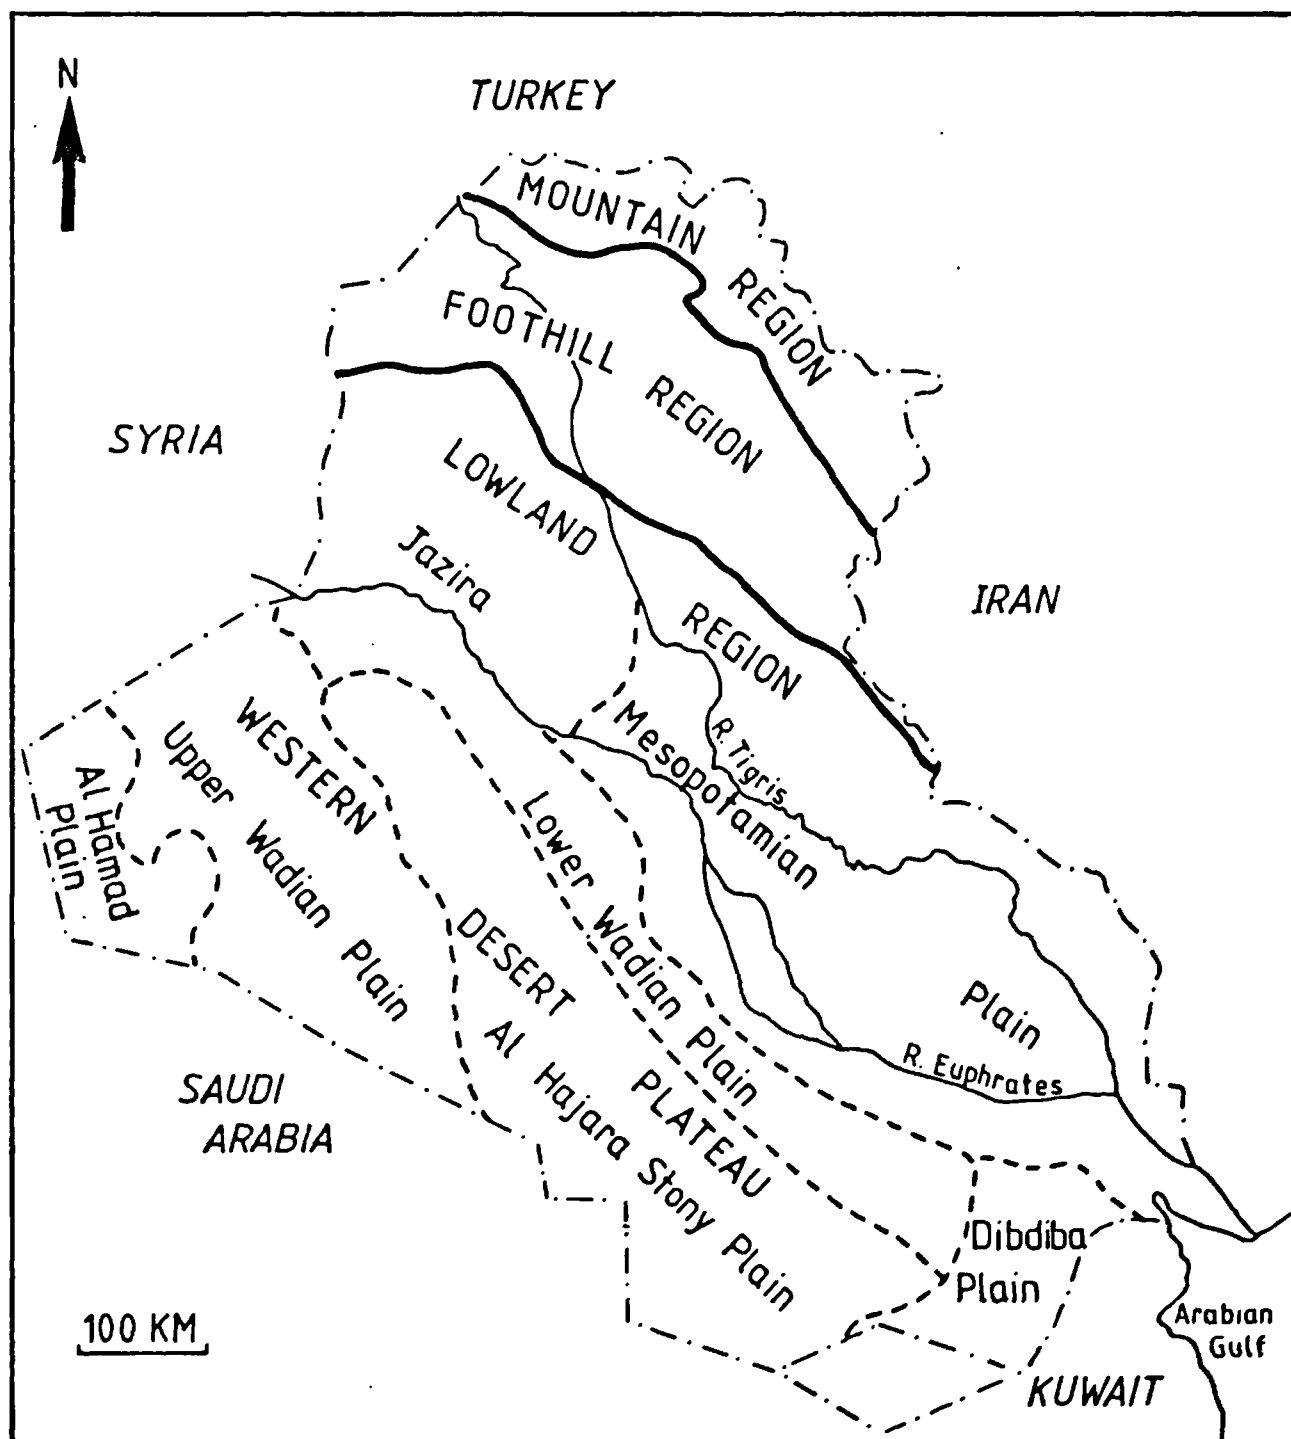 N
TURKEY
MOUNTAIN REGION
FOOTHILL REGION
SYRIA
LOWLAND REGION
Jazira
IRAN
R. Tigris
Mesopotamian Plain
WESTERN DESERT PLATEAU
Al Hamad
Plain
Upper Wadian Plain
Lower Wadian Plain
Al Hajara Stony Plain
R. Euphrates
SAUDI
ARABIA
Dibdiba
Plain
Arabian
Gulf
100 KM
KUWAIT